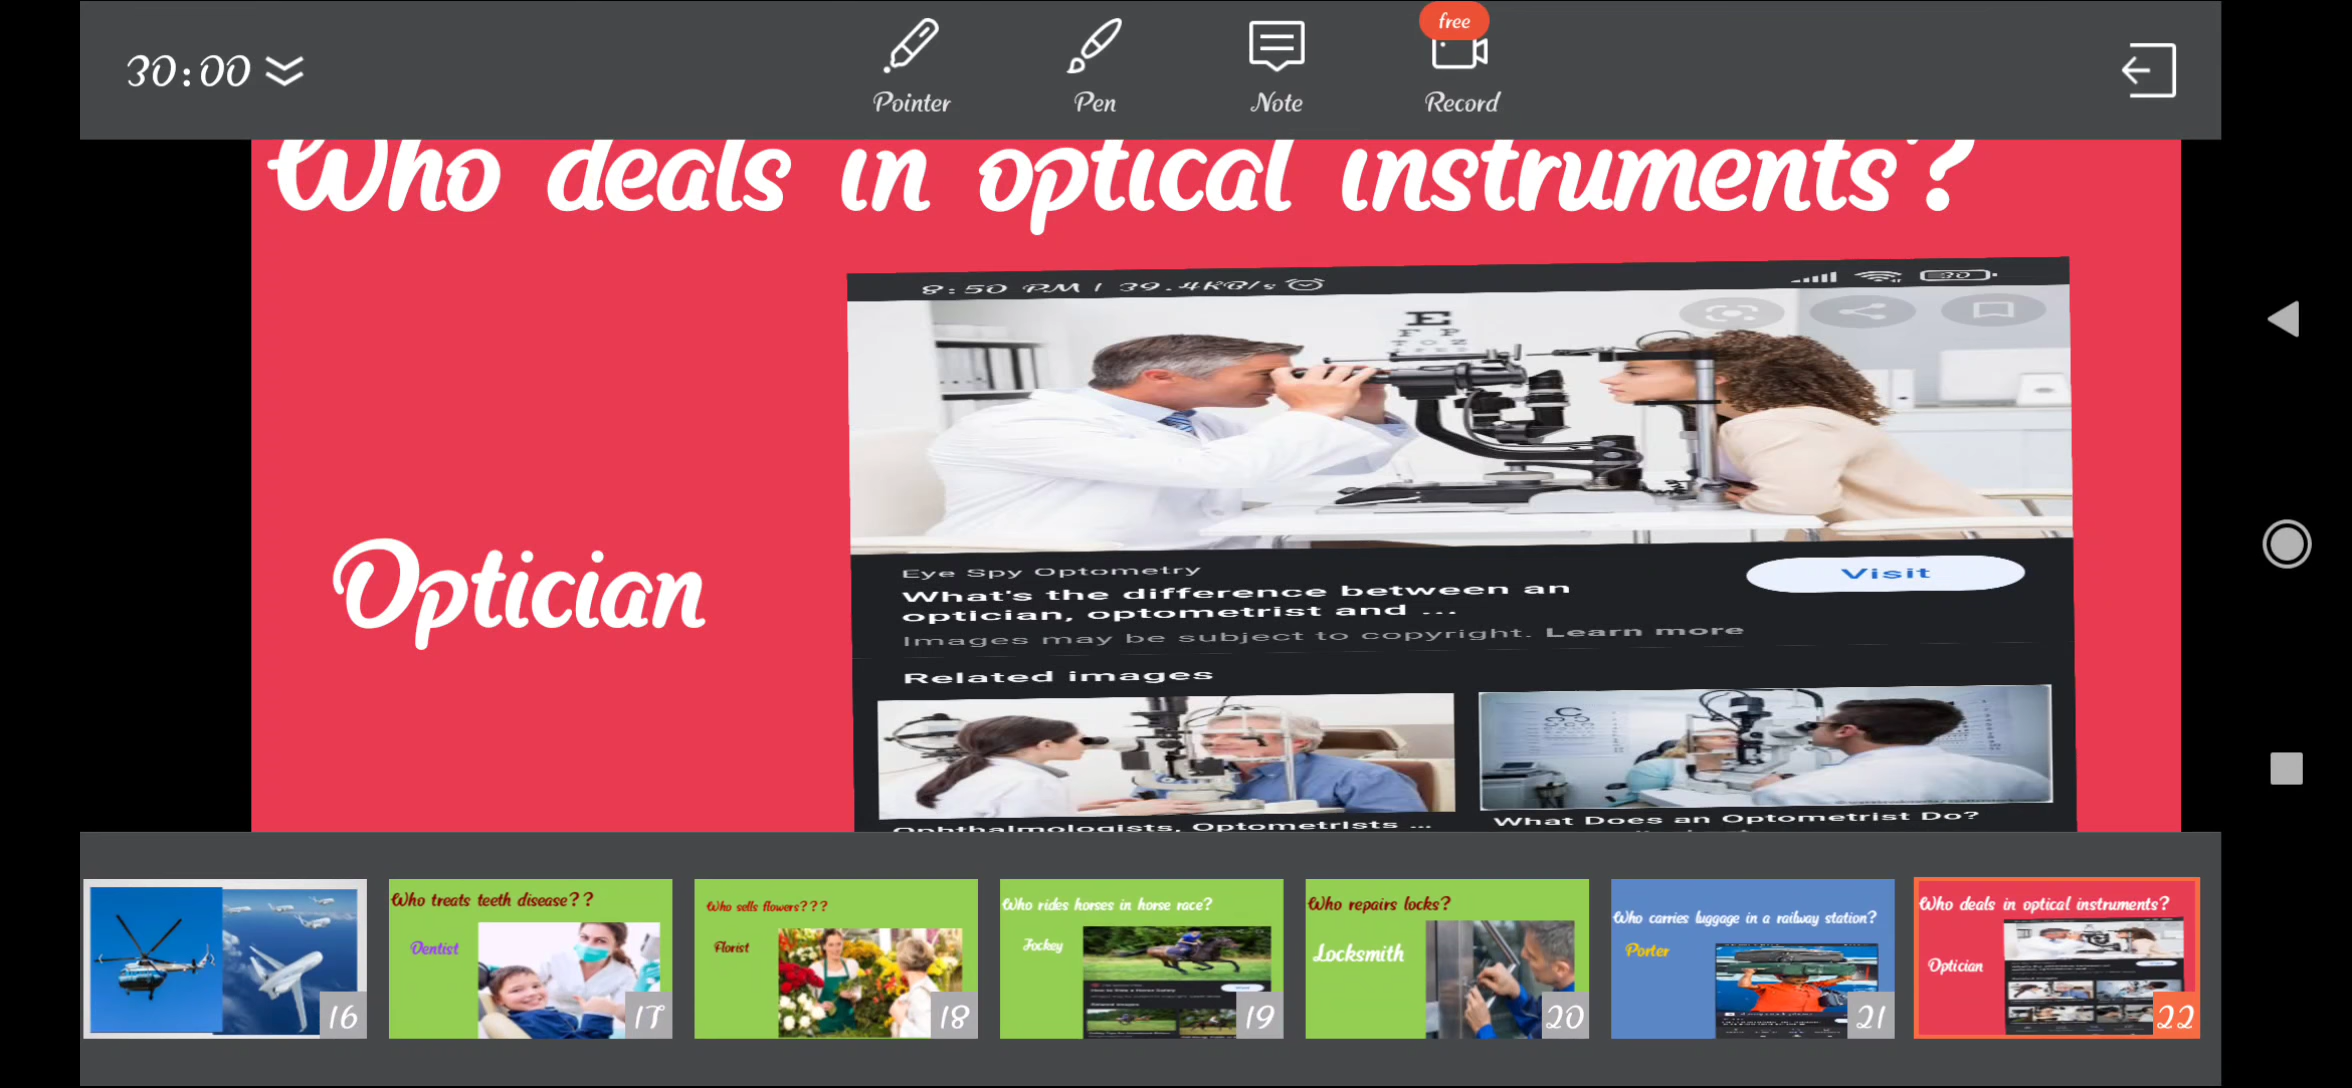 30:00
Pointer
Pen
Note
free
Record
Who deals in optical instruments?
8:50 PM | 39.4KB/s
30
E
F P
T O Z
Optician
Eye Spy Optometry
What's the difference between an
optician, optometrist and ...
Visit
Images may be subject to copyright. Learn more
Related images
Ophthalmologists, Optometrists ...
What Does an Optometrist Do?
16
Who treats teeth disease??
Dentist
17
Who sells flowers???
Florist
18
Who rides horses in horse race?
Jockey
19
Who repairs locks?
Locksmith
20
Who carries luggage in a railway station?
Porter
21
Who deals in optical instruments?
Optician
22